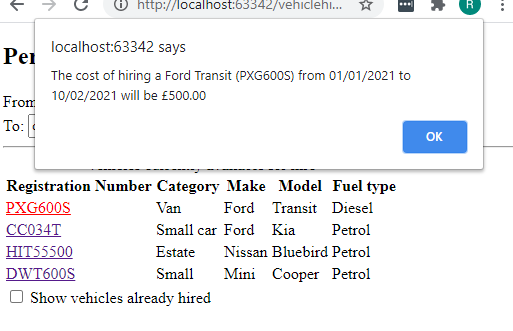 http://localhost:63342/vehiclehi...
R
localhost:63342 says
The cost of hiring a Ford Transit (PXG600S) from 01/01/2021 to
10/02/2021 will be £500.00
OK
Per
From
To:
Registration Number Category Make Model Fuel type
PXG600S Van Ford Transit Diesel
CC034T Small car Ford Kia Petrol
HIT55500 Estate Nissan Bluebird Petrol
DWT600S Small Mini Cooper Petrol
Show vehicles already hired